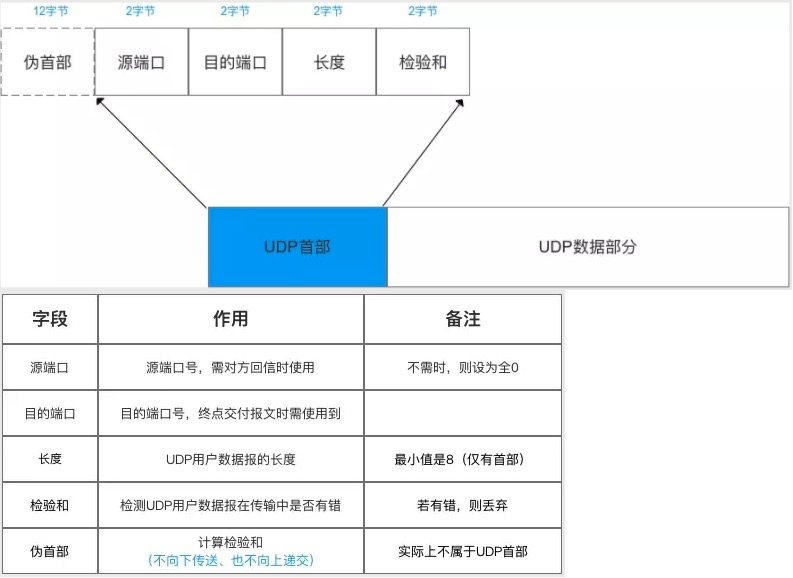 12字节 2字节 2字节 2字节 2字节
伪首部 源端口 目的端口 长度 检验和
UDP首部 UDP数据部分
字段 作用 备注
源端口 源端口号，需对方回信时使用 不需时，则设为全0
目的端口 目的端口号，终点交付报文时需使用到
长度 UDP用户数据报的长度 最小值是8（仅有首部）
检验和 检测UDP用户数据报在传输中是否有错 若有错，则丢弃
伪首部 计算检验和 实际上不属于UDP首部
（不向下传送、也不向上递交）